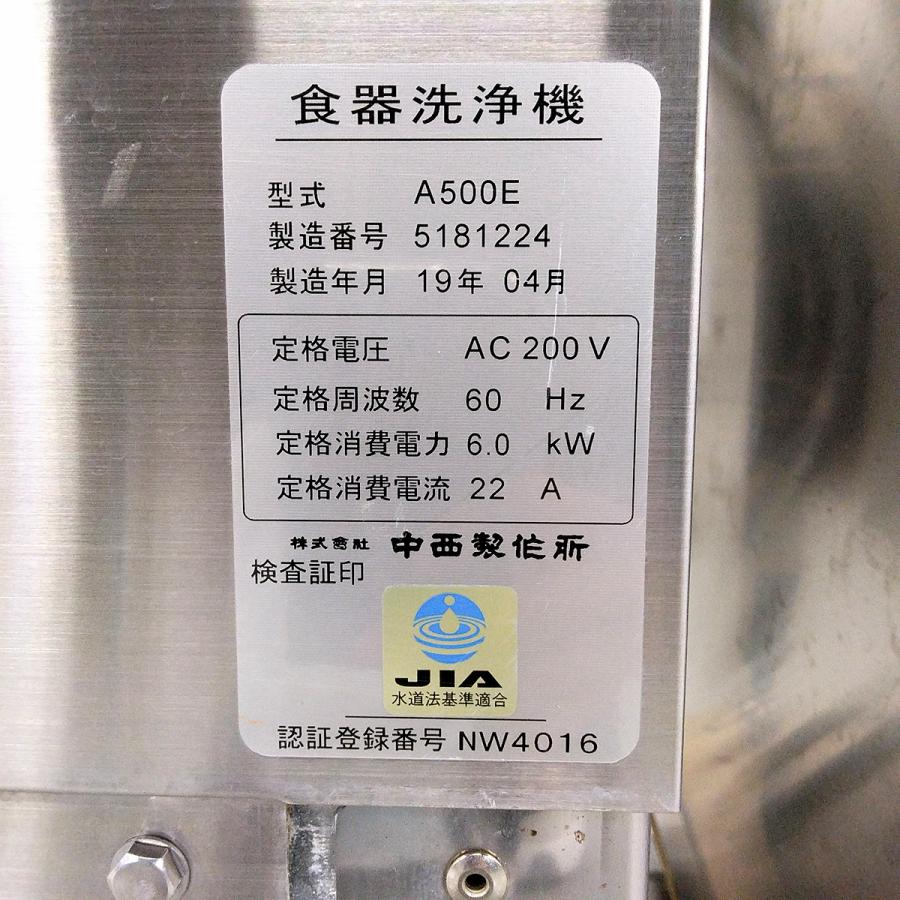 食器洗浄機
型式 A500E
製造番号 5181224
製造年月 19年 04月
定格電圧 AC 200 V
定格周波数 60 Hz
定格消費電力 6.0 kW
定格消費電流 22 A
株式会社 中西製作所
検査証印
JIA
水道法基準適合
認証登録番号 NW4016